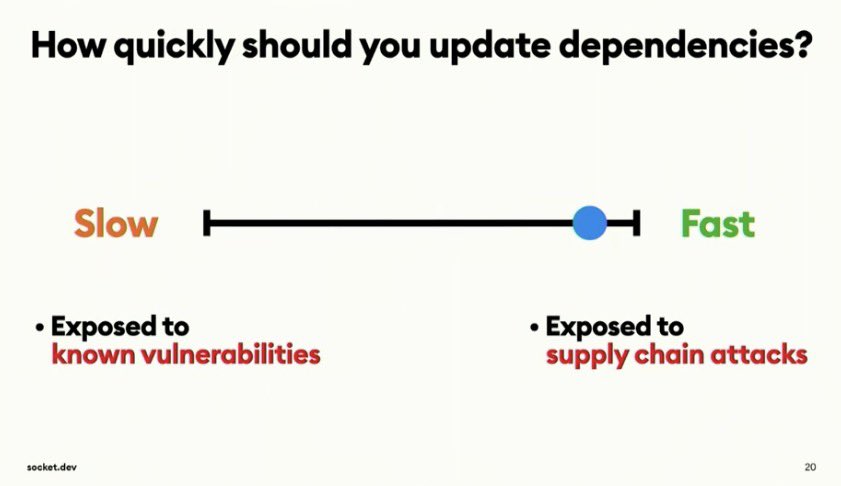 How quickly should you update dependencies?
Slow
Fast
• Exposed to
known vulnerabilities
• Exposed to
supply chain attacks
socket.dev
20